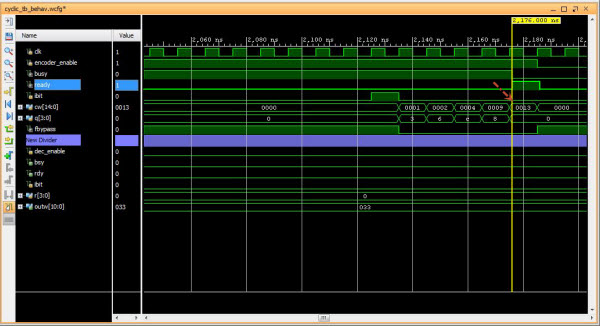 cyclic_tb_behav.wcfg*
2,176.000 ns
Name Value
2,060 ns 2,080 ns 2,100 ns 2,120 ns 2,140 ns 2,160 ns 2,180 ns
clk 1
encoder_enable 1
busy 0
ready 1
ibit 0
cw[14:0] 0013 0000 0001 0002 0004 0009 0013 0000
q[3:0] 0 0 3 6 c 8 0
fbypass 0
New Divider
dec_enable 0
bsy 0
rdy 0
ibit 0
r[3:0] 0 0
outw[10:0] 033 033